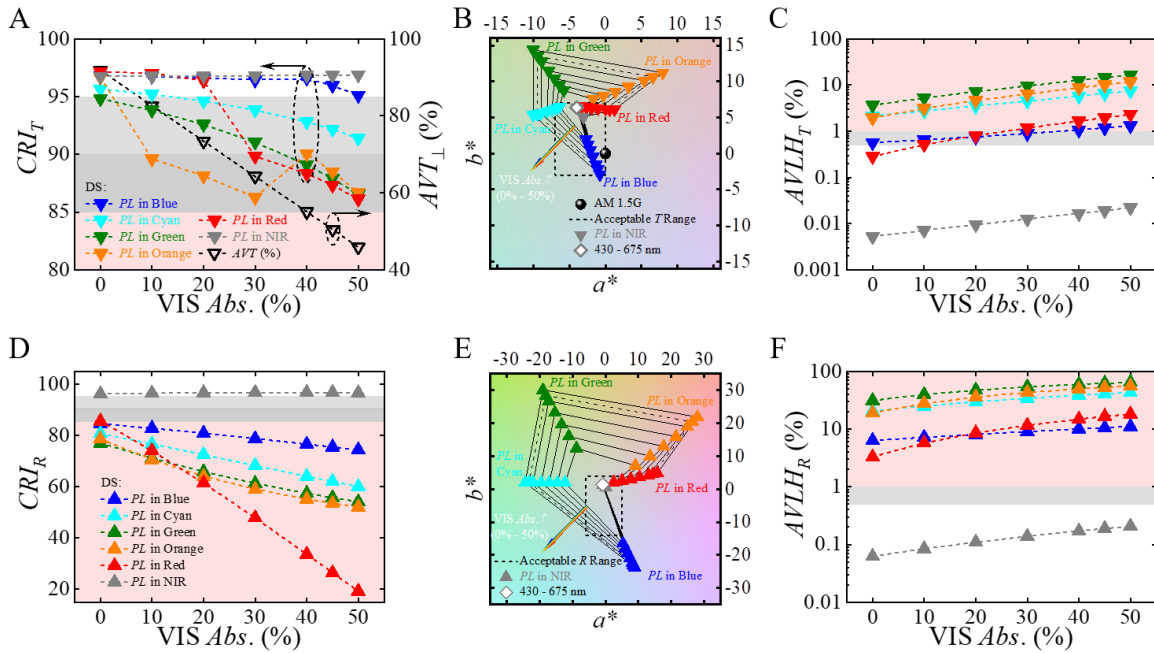 A
100
95
90
85
80
CRI_T
0 10 20 30 40 50
VIS Abs. (%)
100
80
60
40
AVT_⊥ (%)
DS:
PL in Blue
PL in Cyan
PL in Green
PL in Orange
PL in Red
PL in NIR
AVT (%)
B
-15 -10 -5 0 5 10 15
15
10
5
0
-5
-10
-15
b*
a*
PL in Green
PL in Orange
PL in Cyan
PL in Red
PL in Blue
VIS Abs.↑
(0% - 50%)
AM 1.5G
Acceptable T Range
PL in NIR
430 - 675 nm
C
100
10
1
0.1
0.01
0.001
AVLH_T (%)
0 10 20 30 40 50
VIS Abs. (%)
D
100
80
60
40
20
CRI_R
0 10 20 30 40 50
VIS Abs. (%)
DS:
PL in Blue
PL in Cyan
PL in Green
PL in Orange
PL in Red
PL in NIR
E
-30 -20 -10 0 10 20 30
30
20
10
0
-10
-20
-30
b*
a*
PL in Green
PL in Orange
PL in
Cyan
PL in Red
VIS Abs.↑
(0% - 50%)
Acceptable R Range
PL in NIR
PL in Blue
430 - 675 nm
F
100
10
1
0.1
0.01
AVLH_R (%)
0 10 20 30 40 50
VIS Abs. (%)